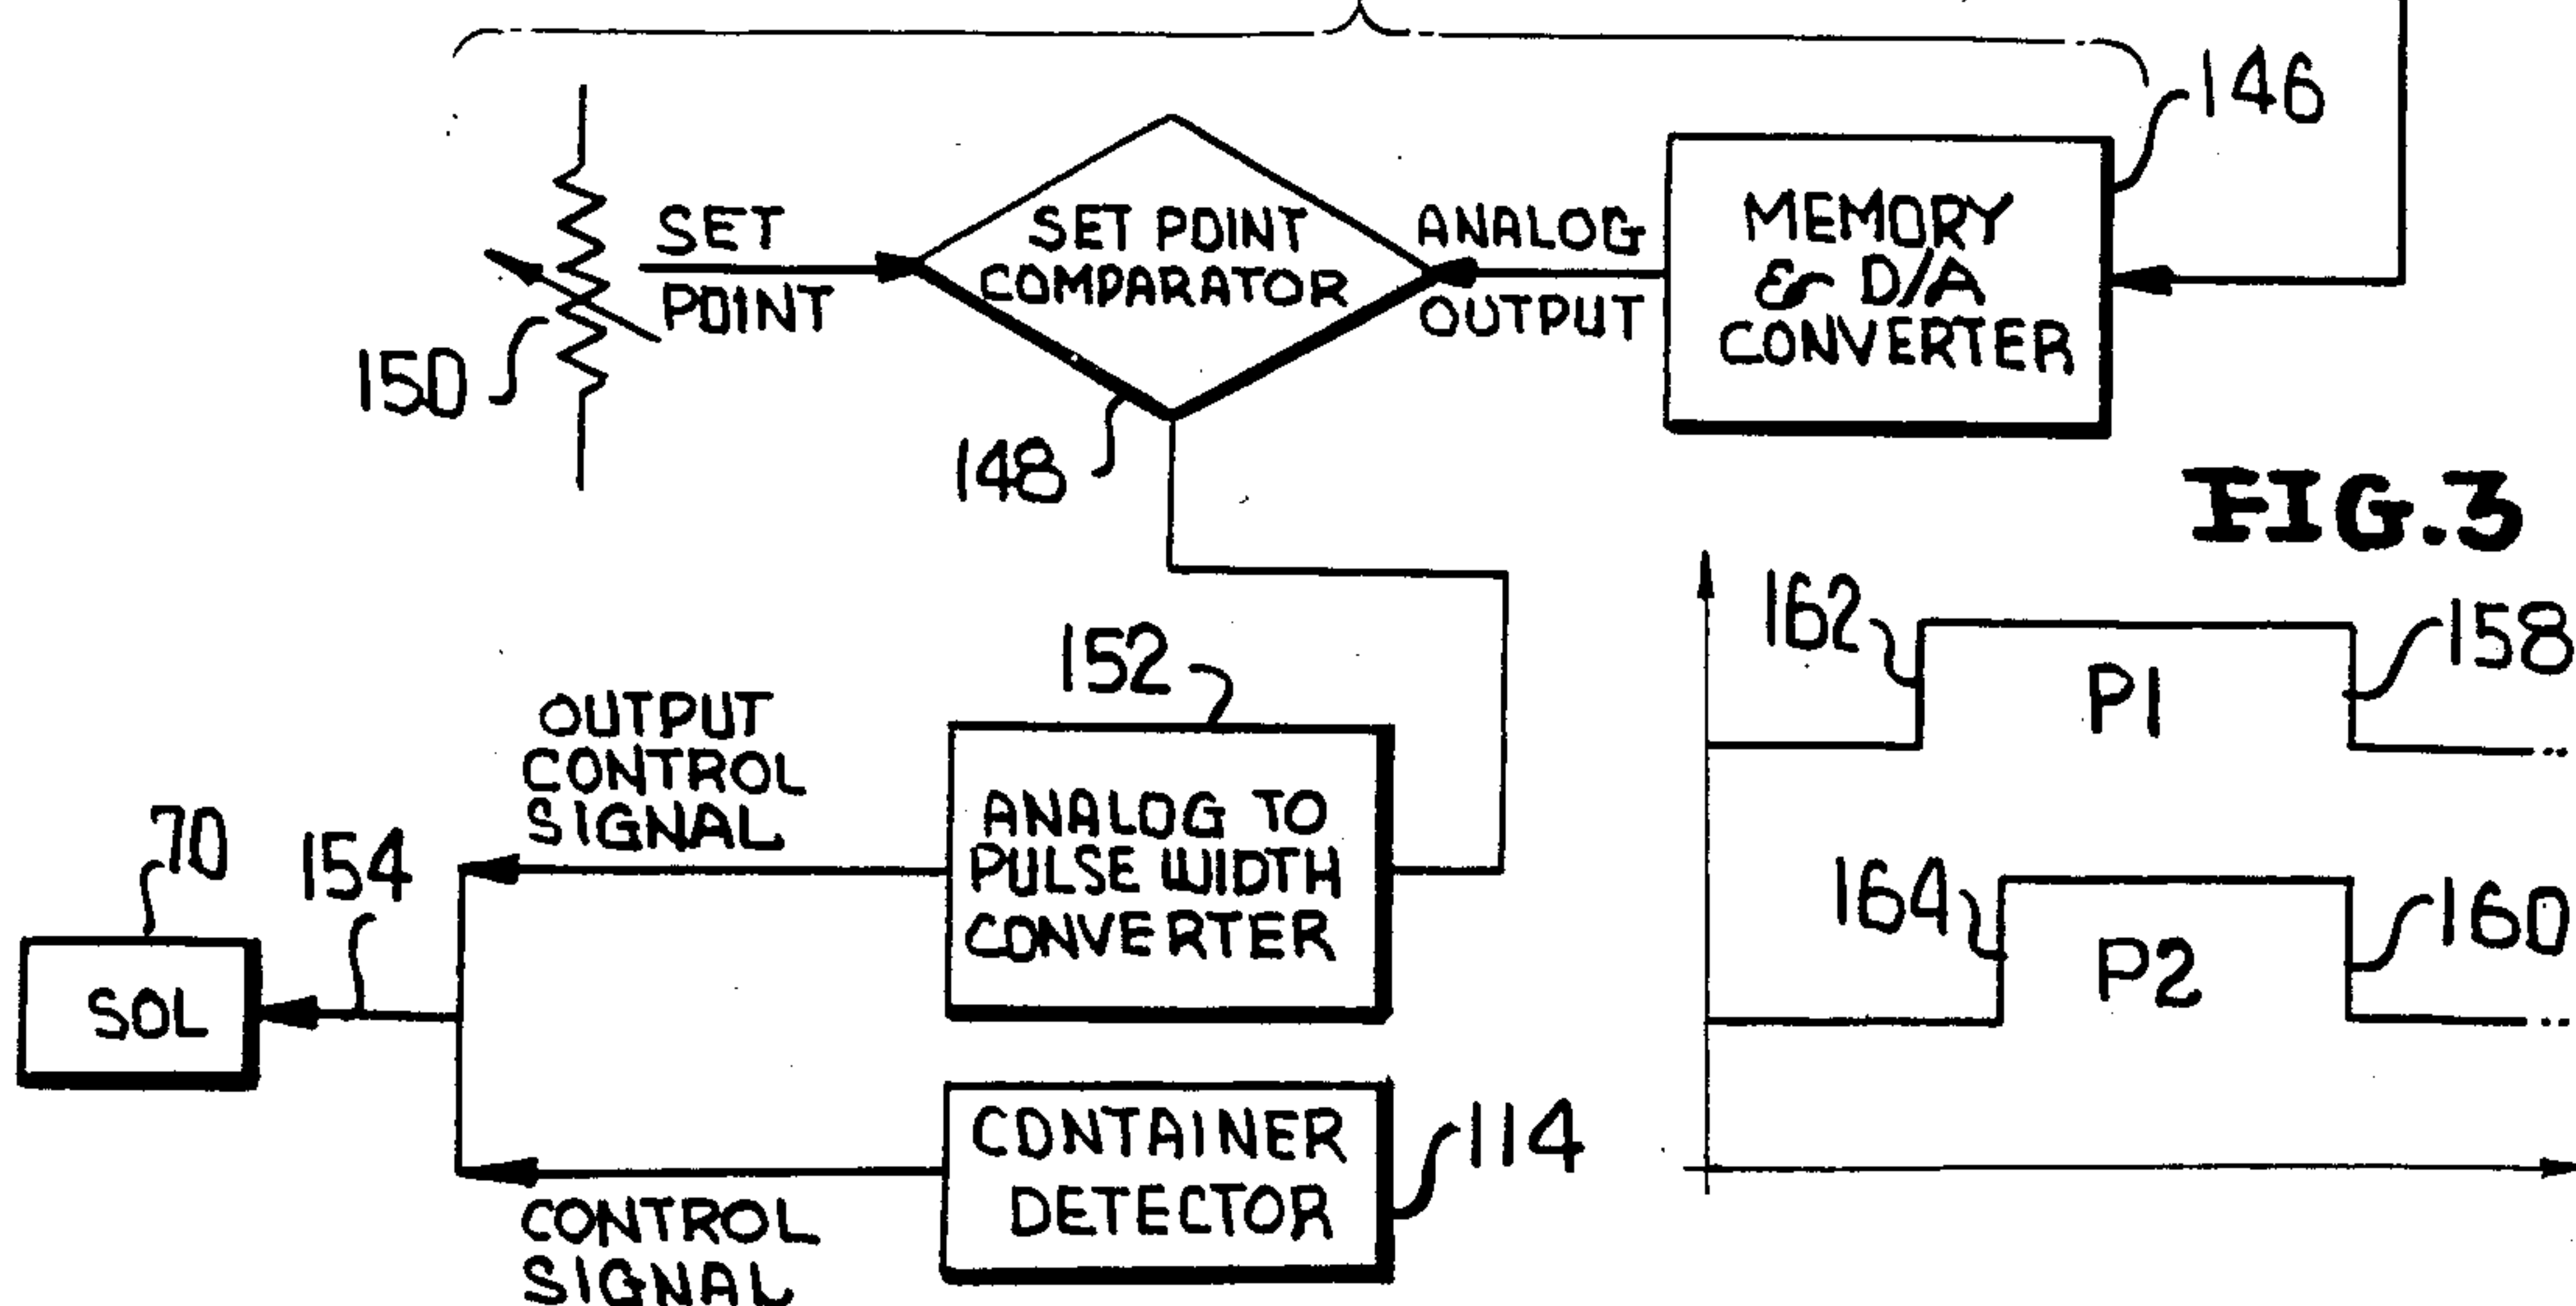 146
SET
POINT
150
SET POINT
COMPARATOR
148
ANALOG
OUTPUT
MEMORY
& D/A
CONVERTER
FIG.3
162
P1
158
164
P2
160
152
OUTPUT
CONTROL
SIGNAL
ANALOG TO
PULSE WIDTH
CONVERTER
70
154
SOL
CONTAINER
DETECTOR
114
CONTROL
SIGNAL